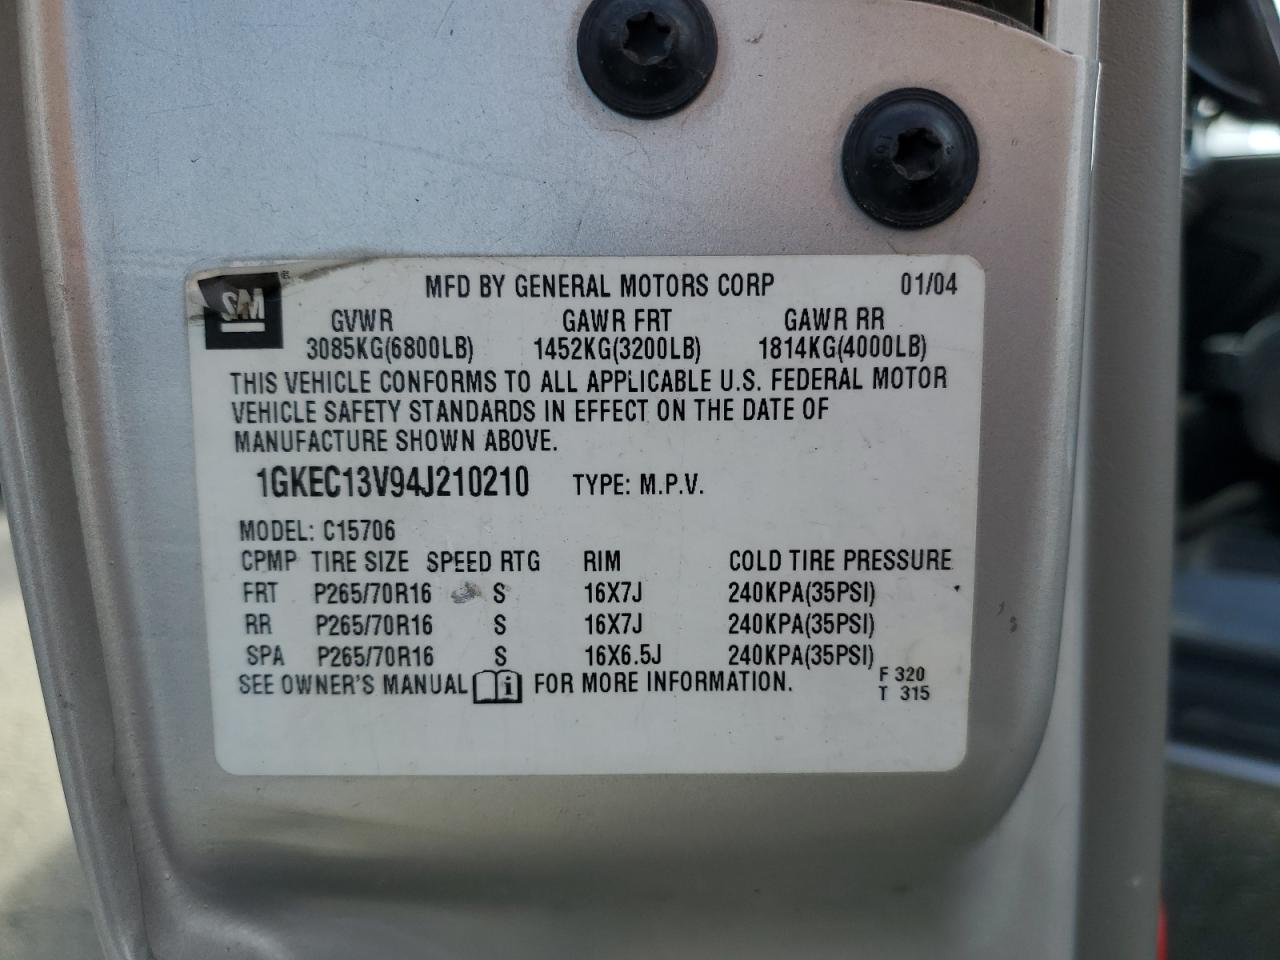 GM
®
MFD BY GENERAL MOTORS CORP 01/04
GVWR GAWR FRT GAWR RR
3085KG(6800LB) 1452KG(3200LB) 1814KG(4000LB)
THIS VEHICLE CONFORMS TO ALL APPLICABLE U.S. FEDERAL MOTOR
VEHICLE SAFETY STANDARDS IN EFFECT ON THE DATE OF
MANUFACTURE SHOWN ABOVE.
1GKEC13V94J210210 TYPE: M.P.V.
MODEL: C15706
CPMP TIRE SIZE SPEED RTG RIM COLD TIRE PRESSURE
FRT P265/70R16 S 16X7J 240KPA(35PSI)
RR P265/70R16 S 16X7J 240KPA(35PSI)
SPA P265/70R16 S 16X6.5J 240KPA(35PSI)
SEE OWNER'S MANUAL i FOR MORE INFORMATION.
F 320
T 315